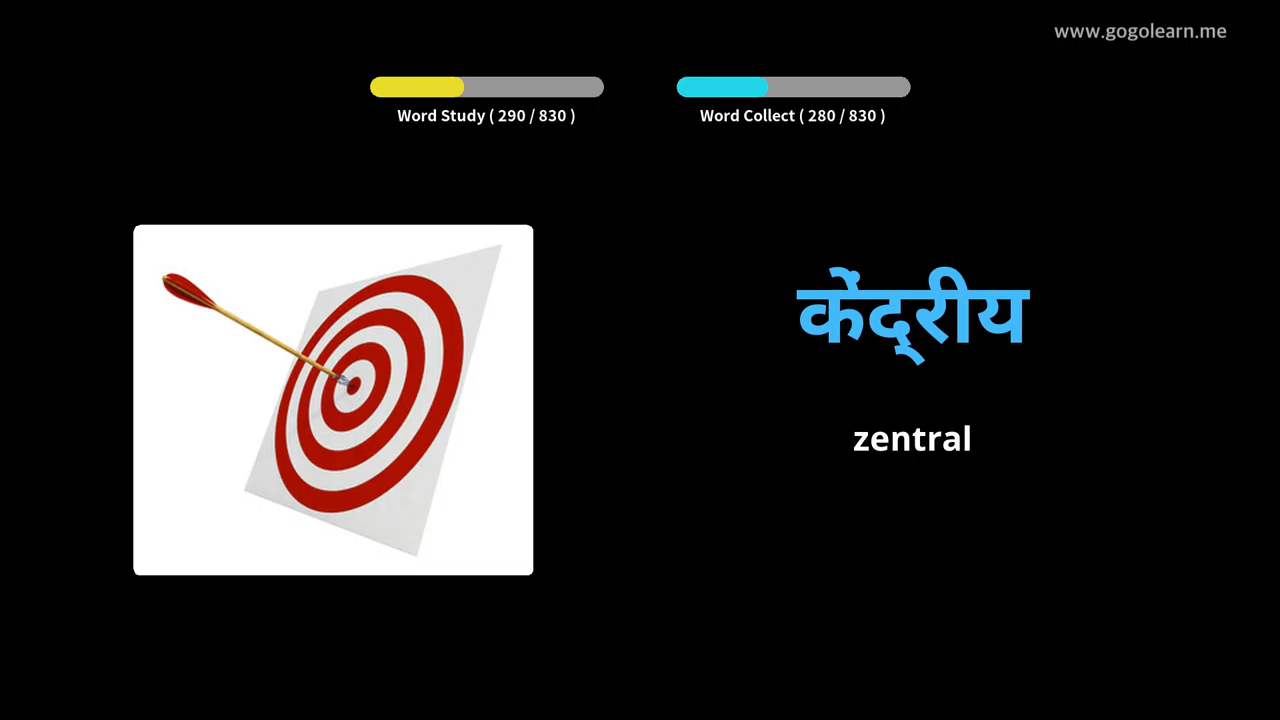 www.gogolearn.me
Word Study ( 290 / 830 )
Word Collect ( 280 / 830 )
केंद्रीय
zentral